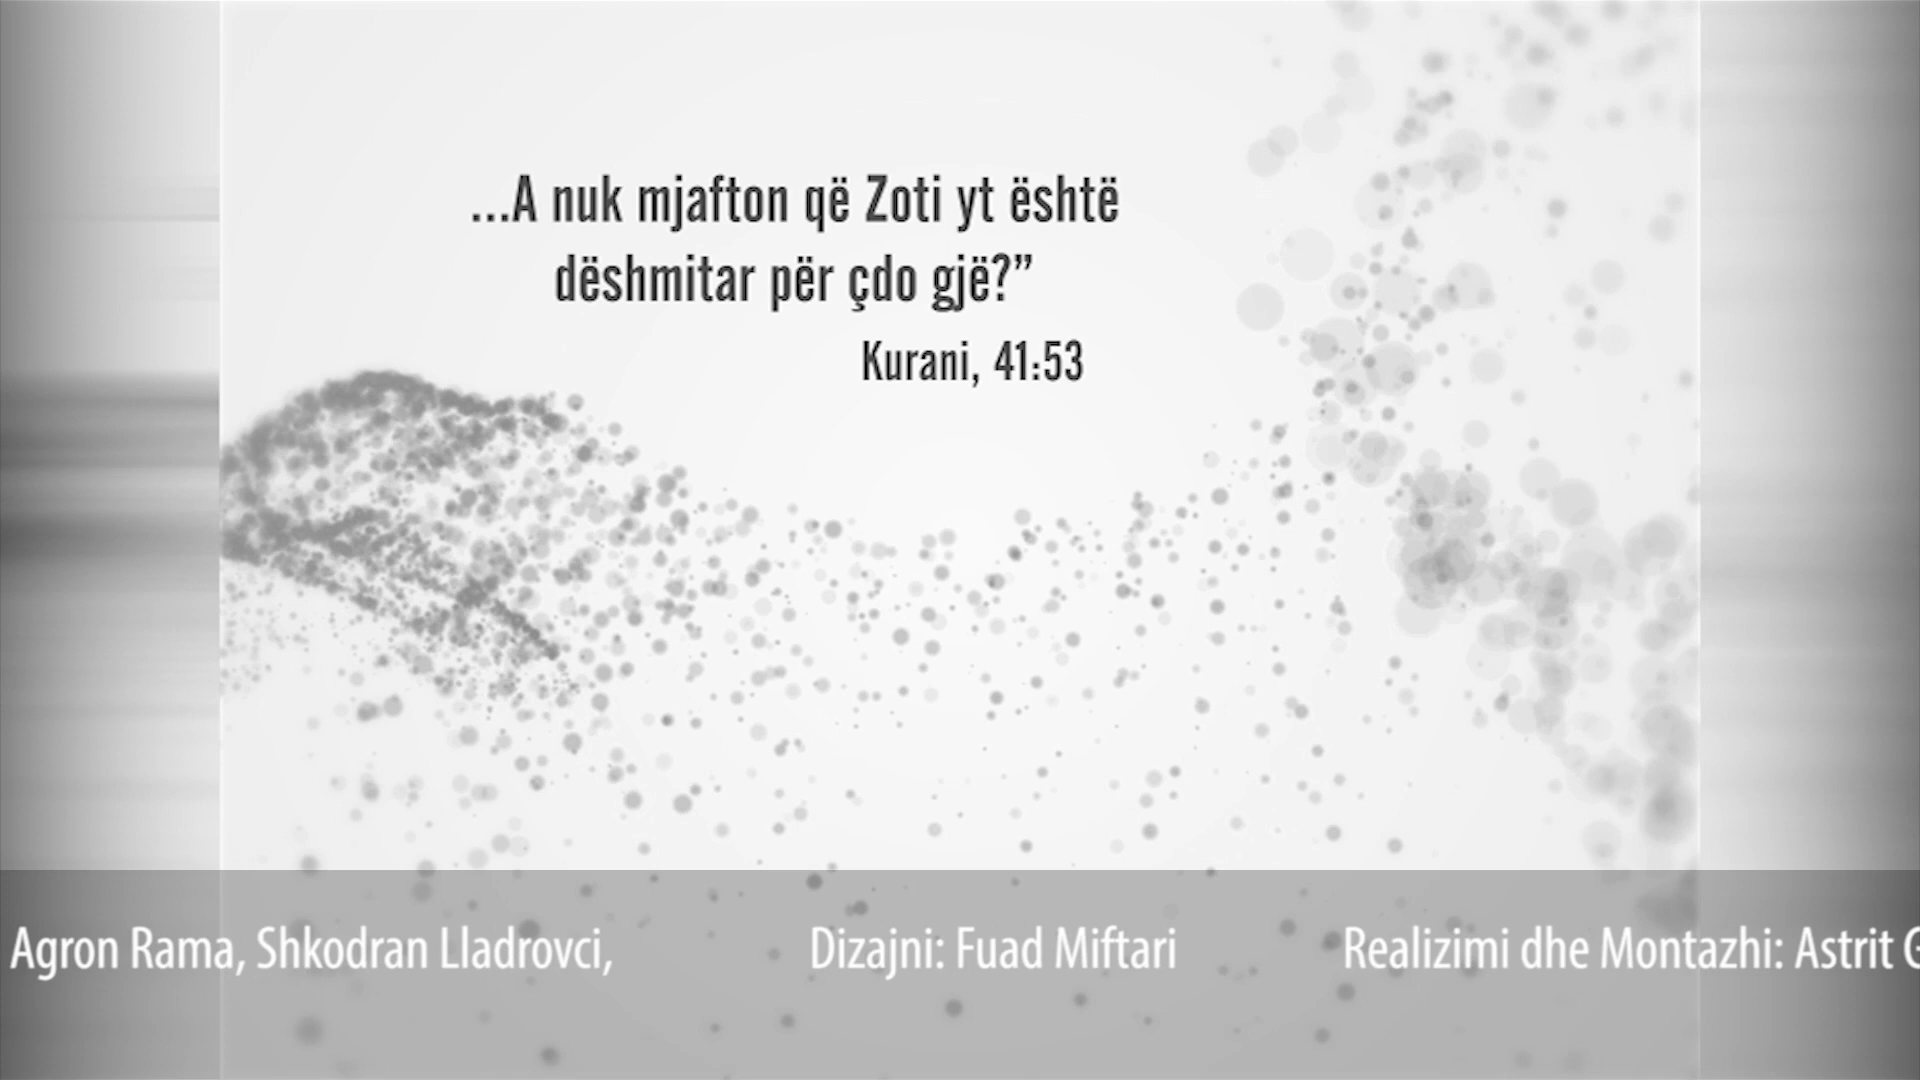 ...A nuk mjafton që Zoti yt është
dëshmitar për çdo gjë?”
Kurani, 41:53
Agron Rama, Shkodran Lladrovci, Dizajni: Fuad Miftari Realizimi dhe Montazhi: Astrit